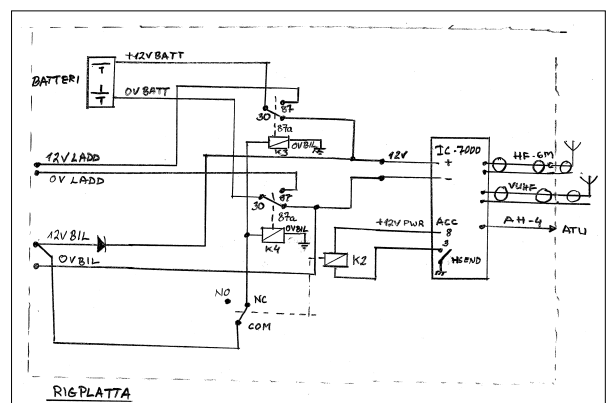 +12V BATT
BATTERI
0V BATT
87
30
87a
0V BIL
K3
12V LADD
0V LADD
12V
IC-7000
+
-
HF-6M
VUHF
87
30
87a
0V BIL
K4
+12V PWR
ACC
8
3
HSEND
AH-4
ATU
12V BIL
0V BIL
K2
NO
NC
COM
RIGPLATTA